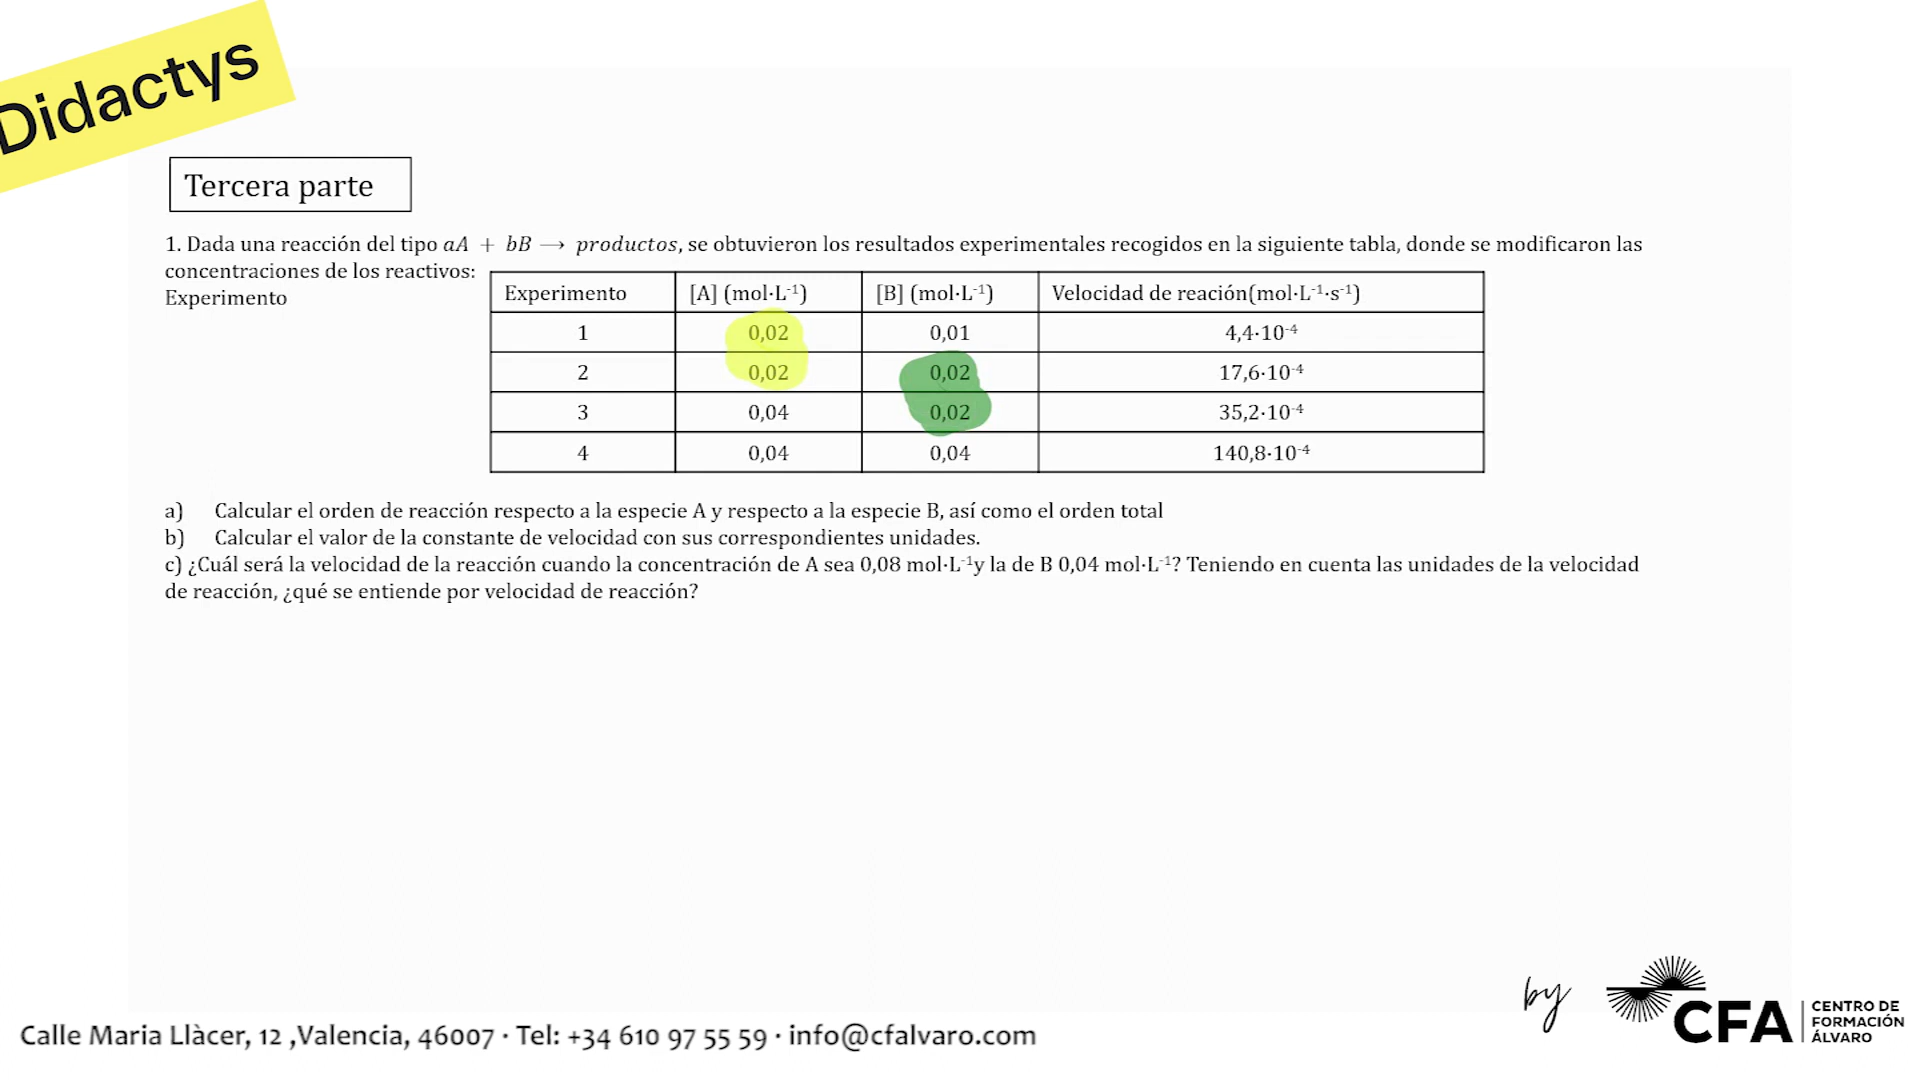 Didactys
Tercera parte
1. Dada una reacción del tipo aA + bB ⟶ productos, se obtuvieron los resultados experimentales recogidos en la siguiente tabla, donde se modificaron las
concentraciones de los reactivos:
Experimento
Experimento [A] (mol·L⁻¹) [B] (mol·L⁻¹) Velocidad de reación(mol·L⁻¹·s⁻¹)
1 0,02 0,01 4,4·10⁻⁴
2 0,02 0,02 17,6·10⁻⁴
3 0,04 0,02 35,2·10⁻⁴
4 0,04 0,04 140,8·10⁻⁴
a) Calcular el orden de reacción respecto a la especie A y respecto a la especie B, así como el orden total
b) Calcular el valor de la constante de velocidad con sus correspondientes unidades.
c) ¿Cuál será la velocidad de la reacción cuando la concentración de A sea 0,08 mol·L⁻¹y la de B 0,04 mol·L⁻¹? Teniendo en cuenta las unidades de la velocidad
de reacción, ¿qué se entiende por velocidad de reacción?
by
CFA
CENTRO DE
FORMACIÓN
ÁLVARO
Calle Maria Llàcer, 12 ,Valencia, 46007 · Tel: +34 610 97 55 59 · info@cfalvaro.com